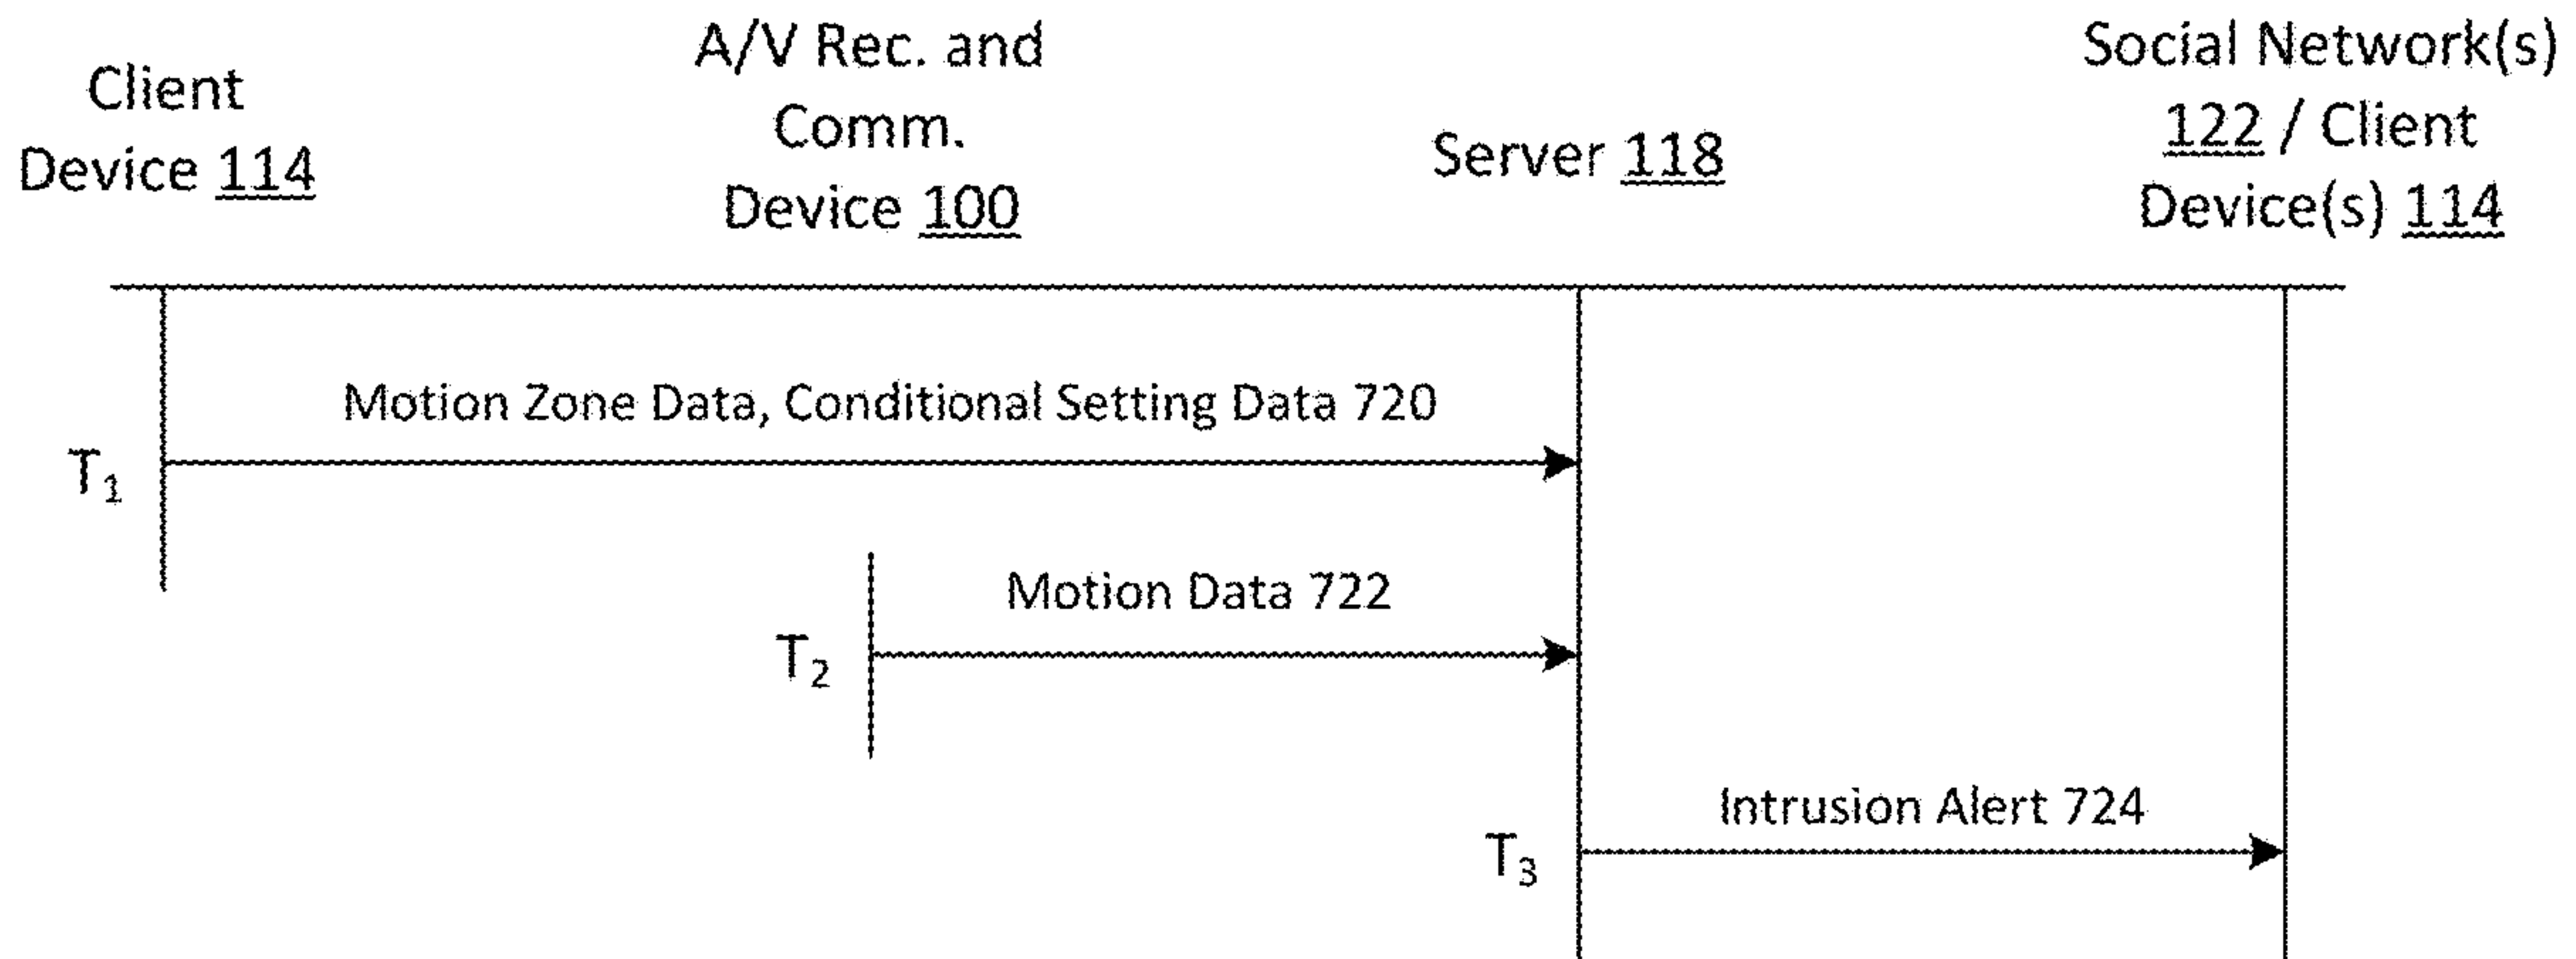 Client
Device 114
A/V Rec. and
Comm.
Device 100
Server 118
Social Network(s)
122 / Client
Device(s) 114
Motion Zone Data, Conditional Setting Data 720
T1
Motion Data 722
T2
Intrusion Alert 724
T3